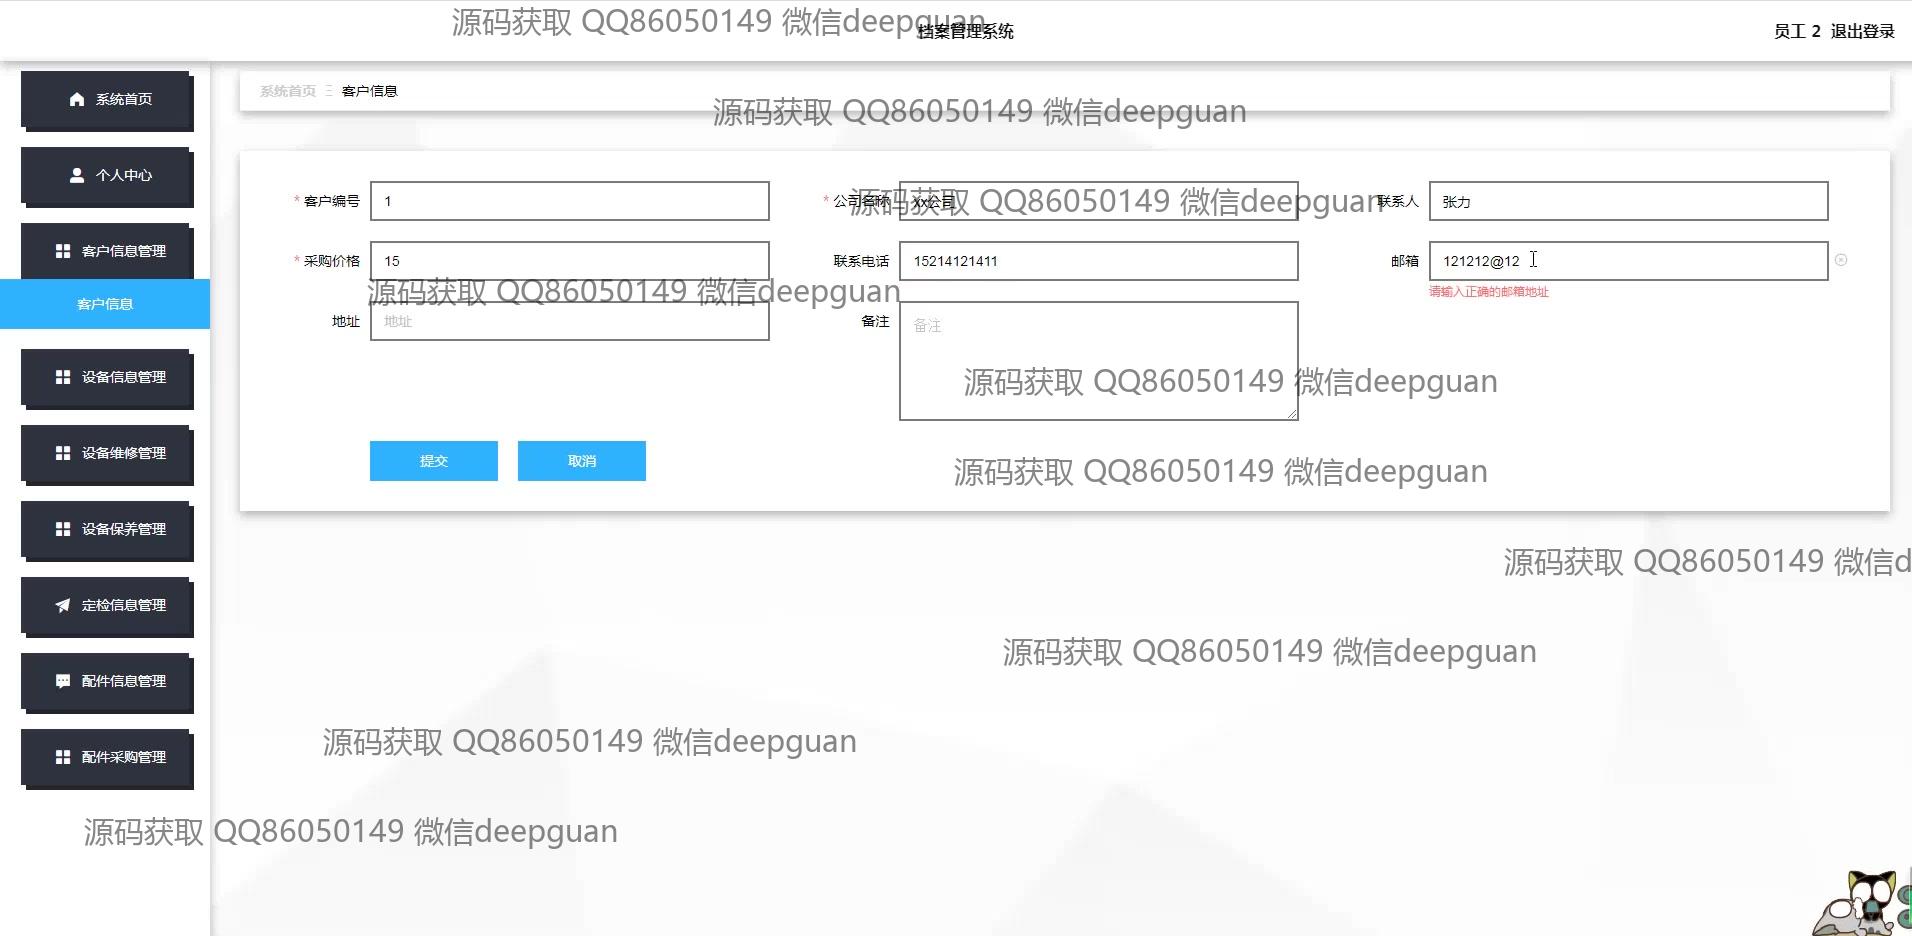 源码获取 QQ86050149 微信deepguan
档案管理系统
员工 2 退出登录
系统首页
个人中心
客户信息管理
客户信息
设备信息管理
设备维修管理
设备保养管理
定检信息管理
配件信息管理
配件采购管理
系统首页 客户信息
源码获取 QQ86050149 微信deepguan
* 客户编号 1
* 公司名称 xx公司
联系人 张力
源码获取 QQ86050149 微信deepguan
* 采购价格 15
联系电话 15214121411
邮箱 121212@12
请输入正确的邮箱地址
源码获取 QQ86050149 微信deepguan
地址 地址
备注 备注
源码获取 QQ86050149 微信deepguan
提交 取消
源码获取 QQ86050149 微信deepguan
源码获取 QQ86050149 微信d
源码获取 QQ86050149 微信deepguan
源码获取 QQ86050149 微信deepguan
源码获取 QQ86050149 微信deepguan